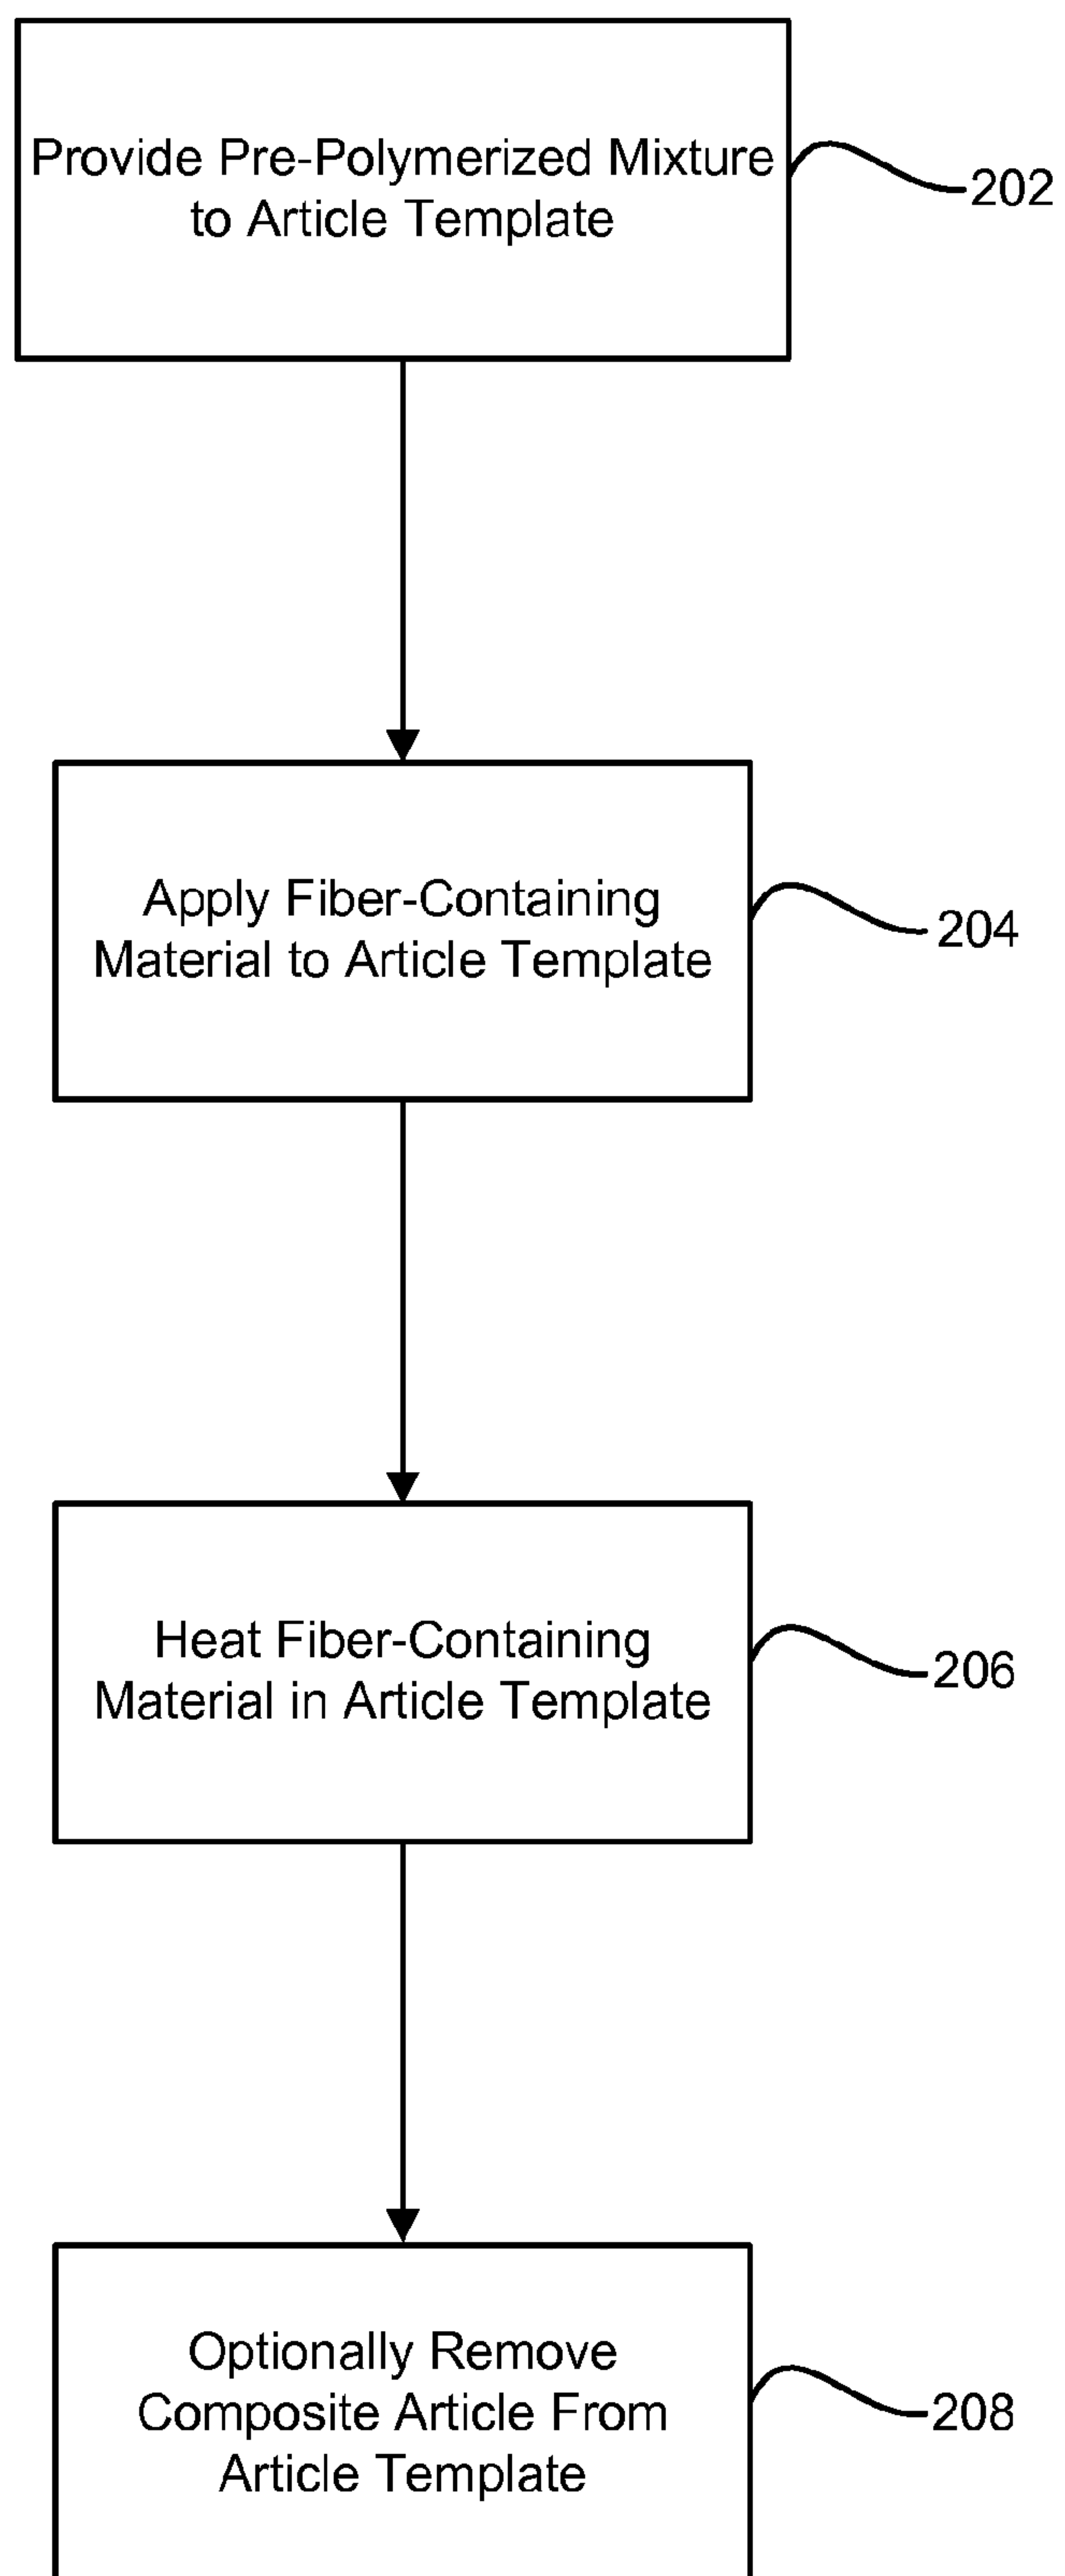 Provide Pre-Polymerized Mixture
to Article Template
202
Apply Fiber-Containing
Material to Article Template
204
Heat Fiber-Containing
Material in Article Template
206
Optionally Remove
Composite Article From
Article Template
208